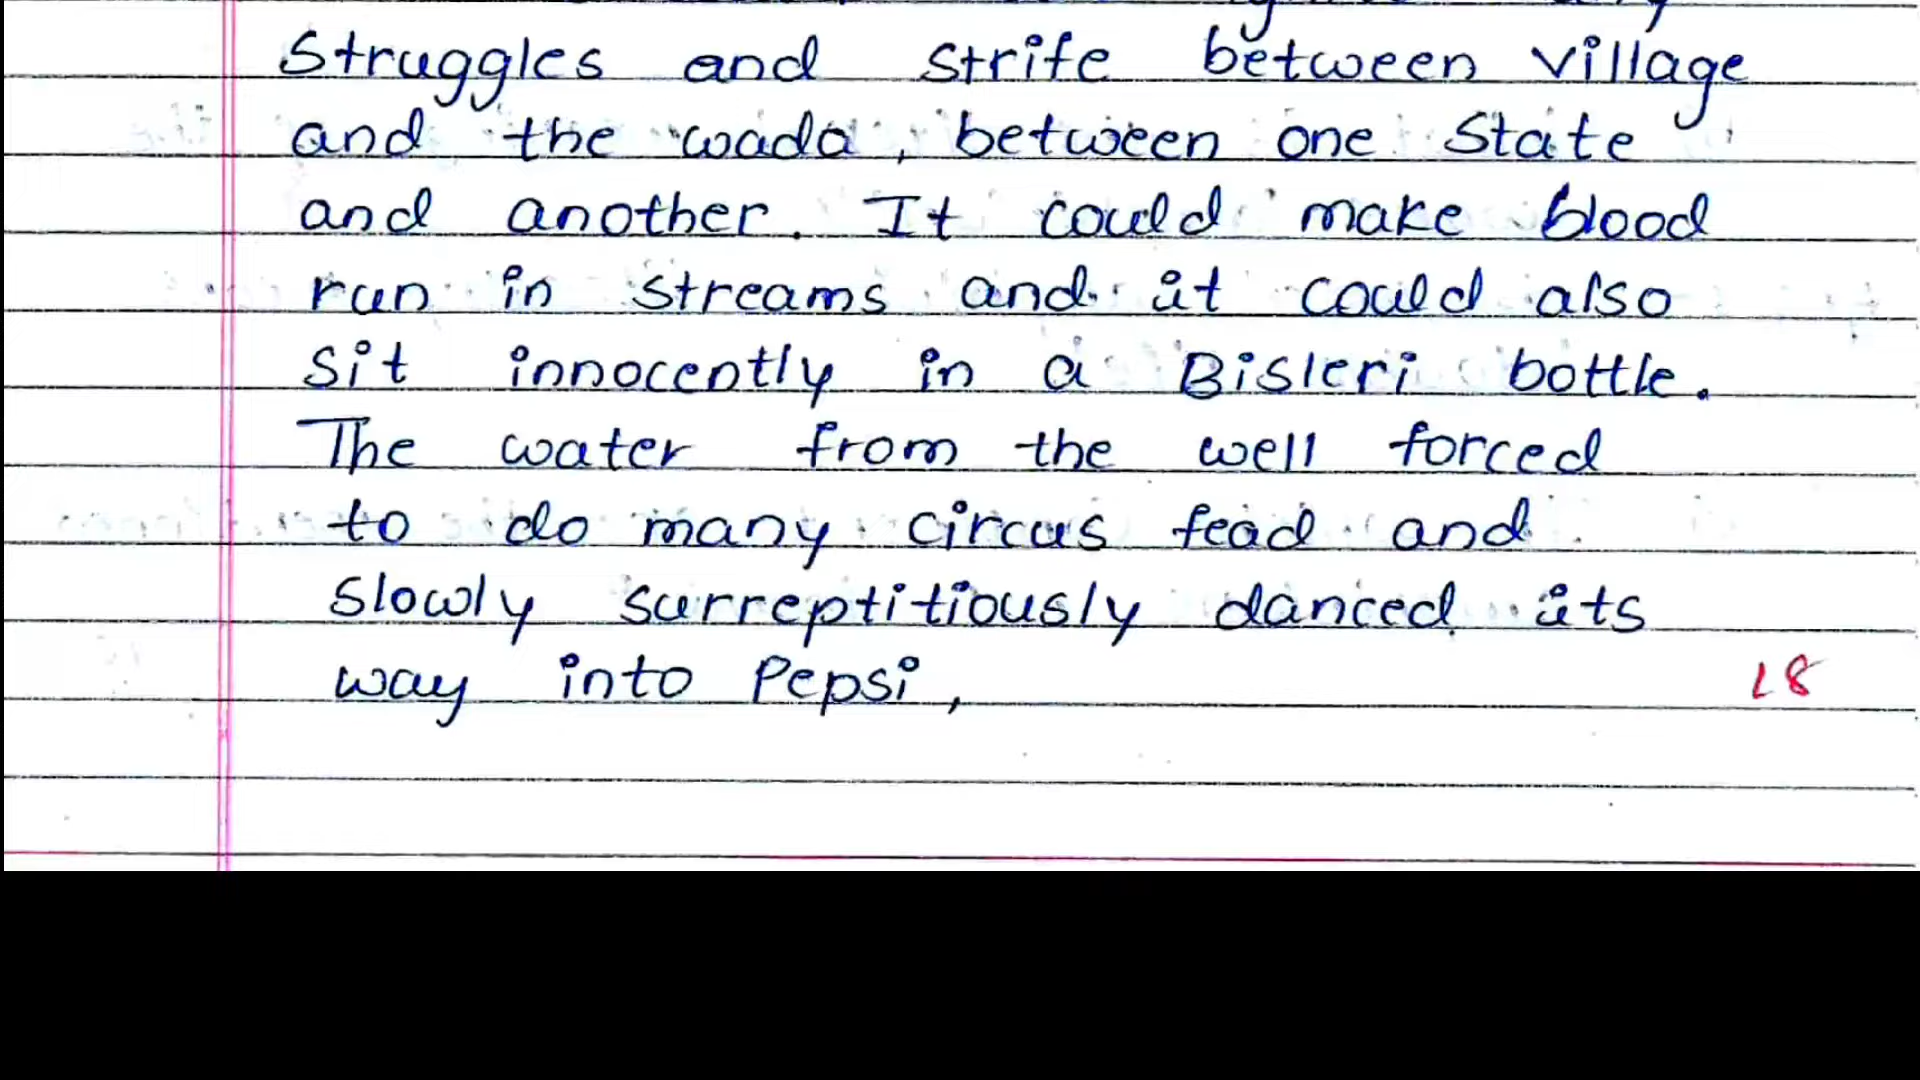 struggles and strife between village
and the wada, between one State
and another. It could make blood
run in streams and it could also
sit innocently in a Bisleri bottle.
The water from the well forced
to do many circus fead and
slowly surreptitiously danced its
way into Pepsi,
18